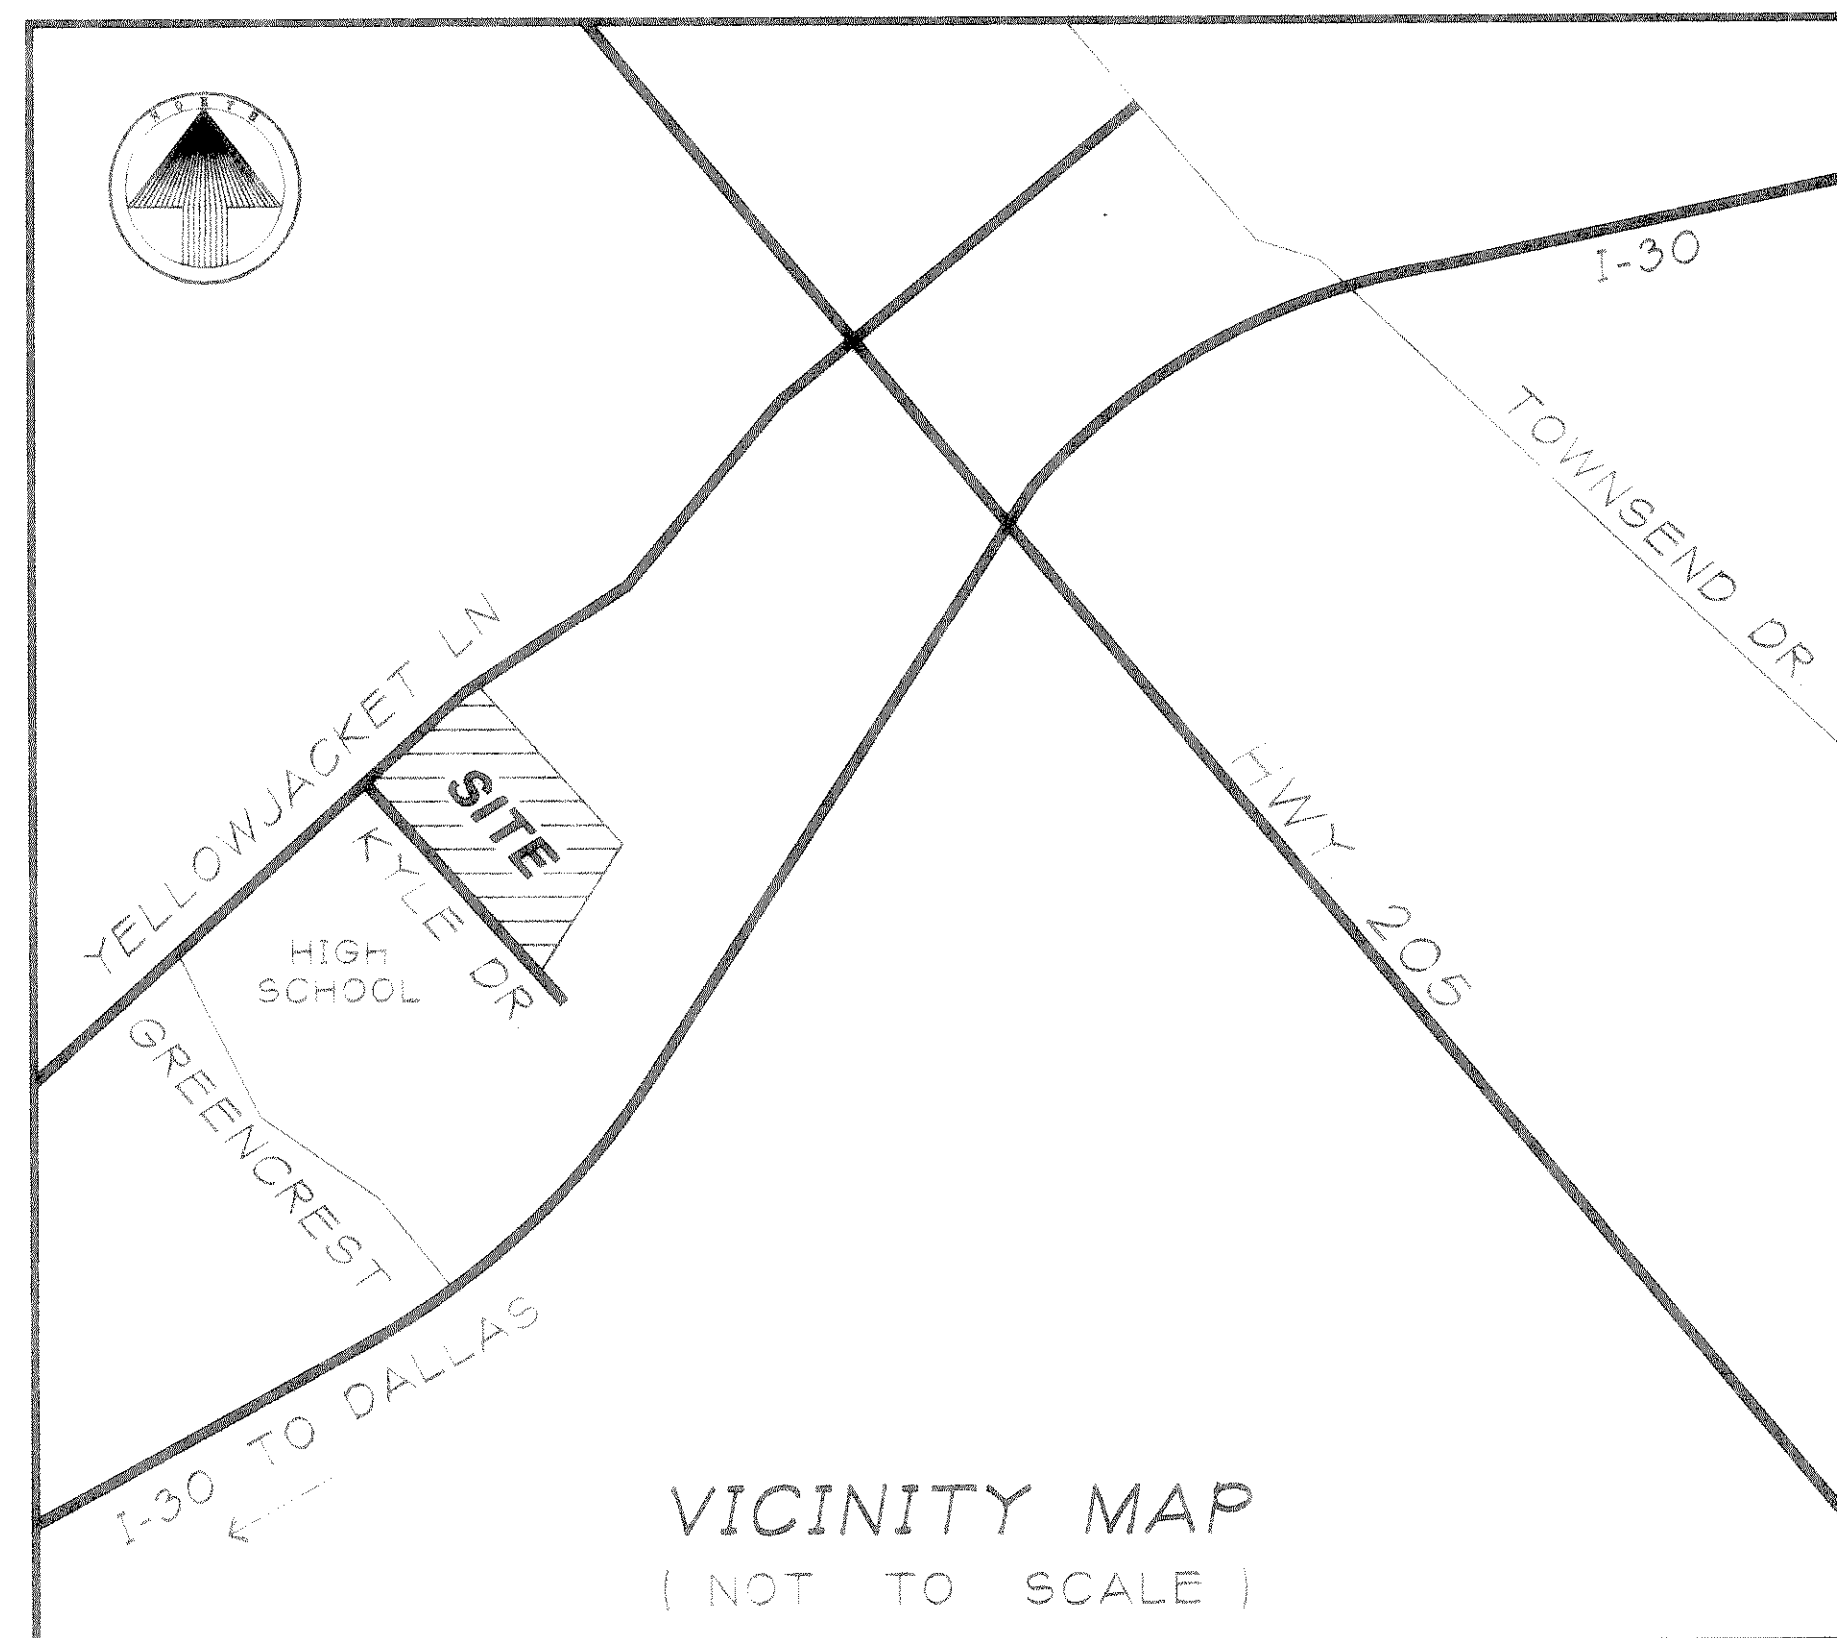 NORTH
I-30
TOWNSEND DR.
YELLOWJACKET LN
SITE
KYLE DR.
HWY. 205
HIGH
SCHOOL
GREENCREST
I-30 TO DALLAS
VICINITY MAP
( NOT TO SCALE )